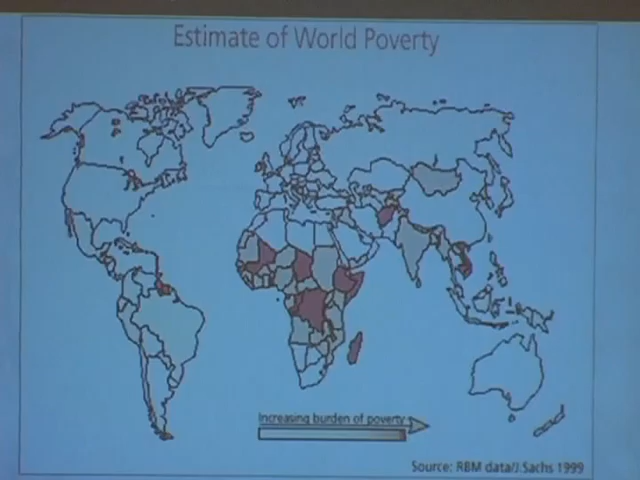 Estimate of World Poverty
Increasing burden of poverty
Source: RBM data/J.Sachs 1999